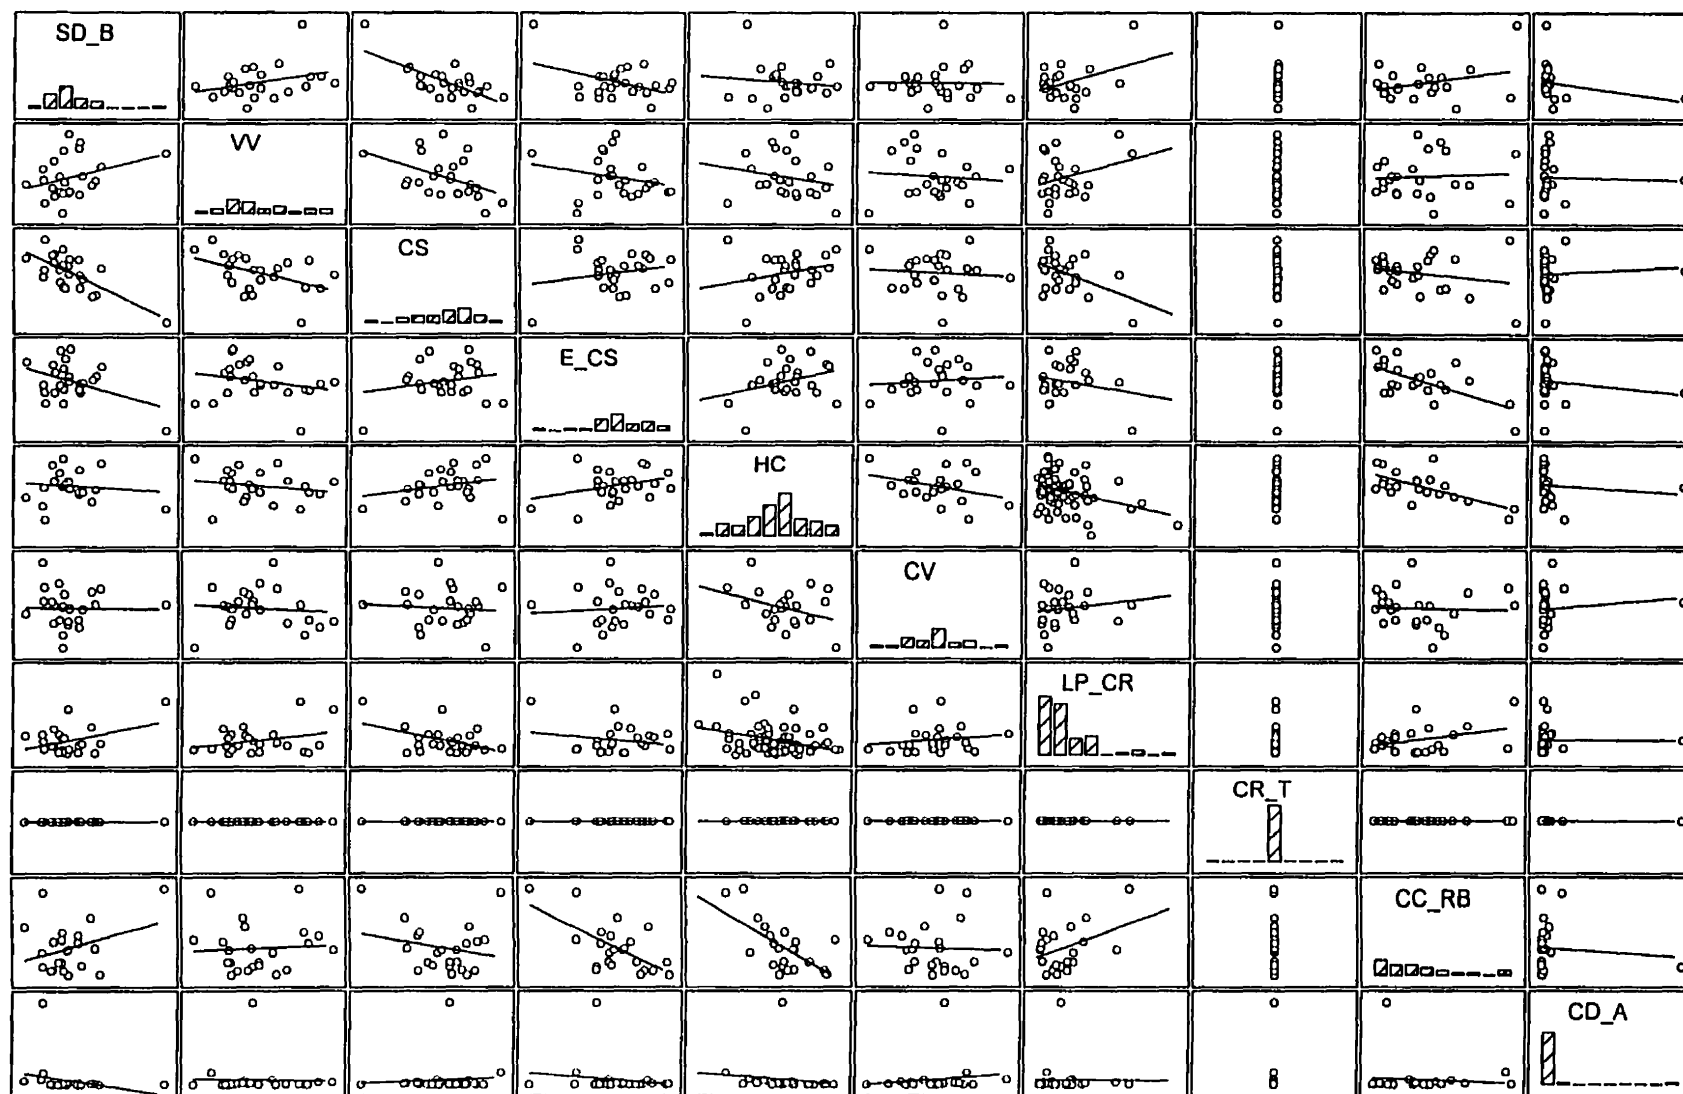 SD_B
VV
CS
E_CS
HC
CV
LP_CR
CR_T
CC_RB
CD_A